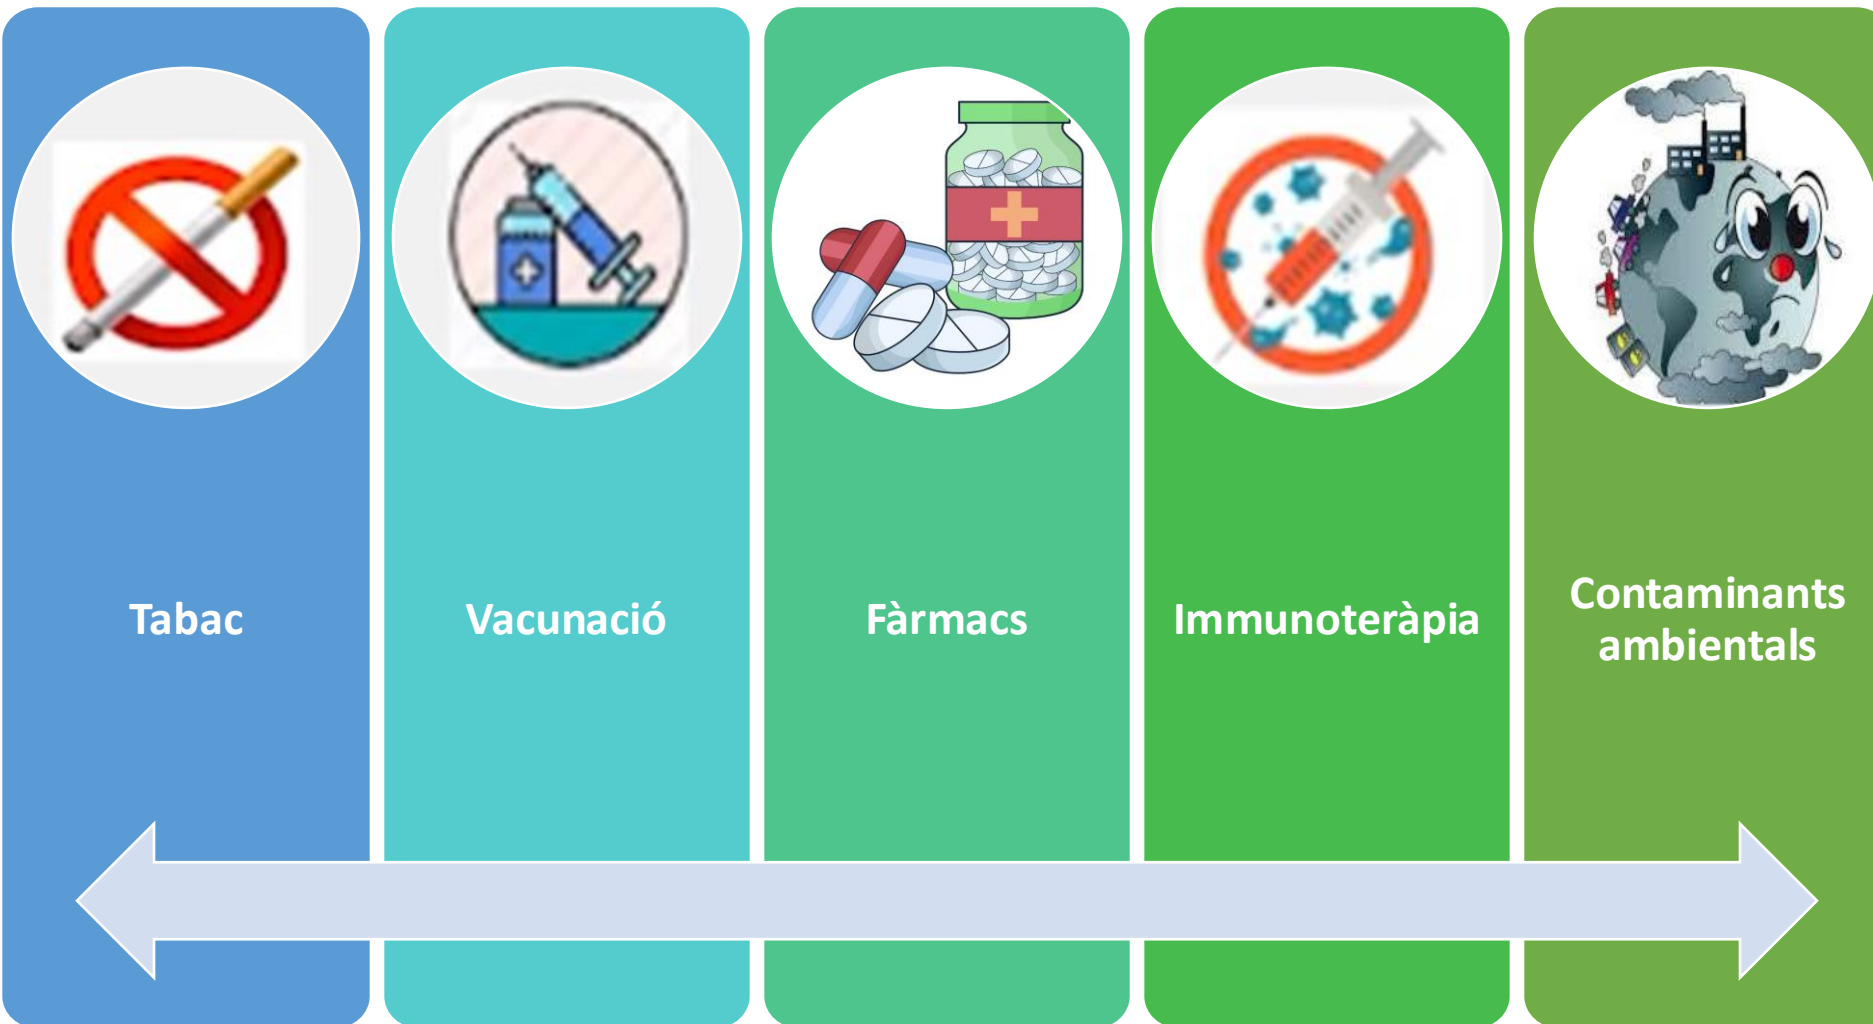 Tabac
Vacunació
Fàrmacs
Immunoteràpia
Contaminants
ambientals